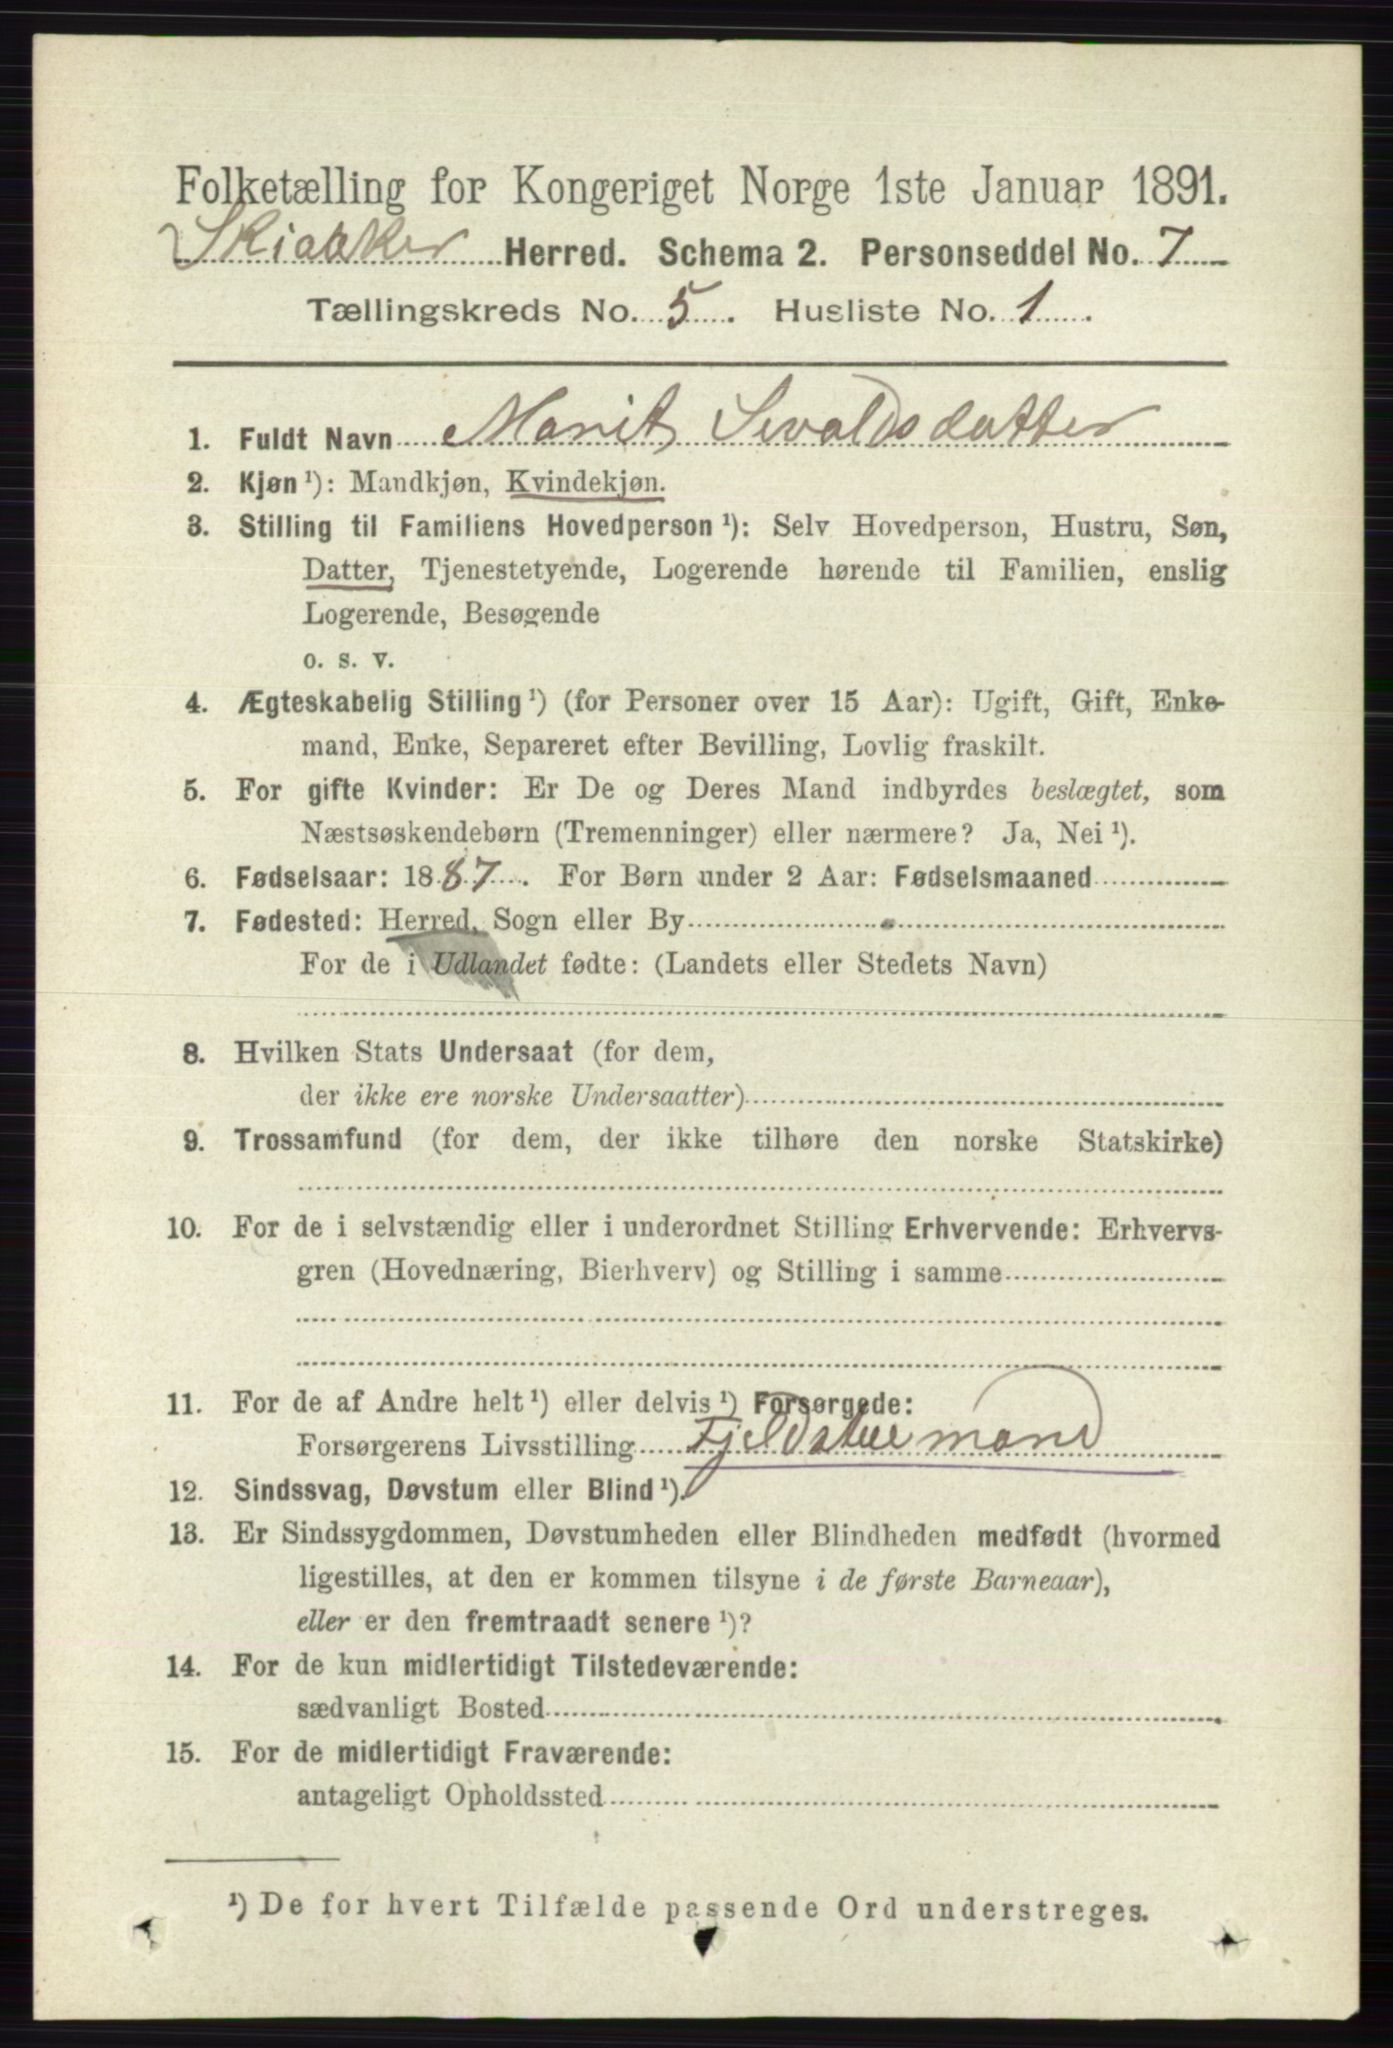 Folketælling for Kongeriget Norge 1ste Januar 1891.
Skiaaker Herred. Schema 2. Personseddel No. 7
Tællingskreds No. 5. Husliste No. 1.
1. Fuldt Navn Marit Sivaldsdatter
2. Kjøn ¹): Mandkjøn, Kvindekjøn.
3. Stilling til Familiens Hovedperson ¹): Selv Hovedperson, Hustru, Søn,
Datter, Tjenestetyende, Logerende hørende til Familien, enslig
Logerende, Besøgende
o. s. v.
4. Ægteskabelig Stilling ¹) (for Personer over 15 Aar): Ugift, Gift, Enke-
mand, Enke, Separeret efter Bevilling, Lovlig fraskilt.
5. For gifte Kvinder: Er De og Deres Mand indbyrdes beslægtet, som
Næstsøskendebørn (Tremenninger) eller nærmere? Ja, Nei ¹).
6. Fødselsaar: 1887. For Børn under 2 Aar: Fødselsmaaned
7. Fødested: Herred, Sogn eller By
For de i Udlandet fødte: (Landets eller Stedets Navn)
8. Hvilken Stats Undersaat (for dem,
der ikke ere norske Undersaatter)
9. Trossamfund (for dem, der ikke tilhøre den norske Statskirke)
10. For de i selvstændig eller i underordnet Stilling Erhvervende: Erhvervs-
gren (Hovednæring, Bierhverv) og Stilling i samme
11. For de af Andre helt ¹) eller delvis ¹) Forsørgede:
Forsørgerens Livsstilling Fjeldstuemand
12. Sindssvag, Døvstum eller Blind ¹).
13. Er Sindssygdommen, Døvstumheden eller Blindheden medfødt (hvormed
ligestilles, at den er kommen tilsyne i de første Barneaar),
eller er den fremtraadt senere ¹)?
14. For de kun midlertidigt Tilstedeværende:
sædvanligt Bosted
15. For de midlertidigt Fraværende:
antageligt Opholdssted
¹) De for hvert Tilfælde passende Ord understreges.